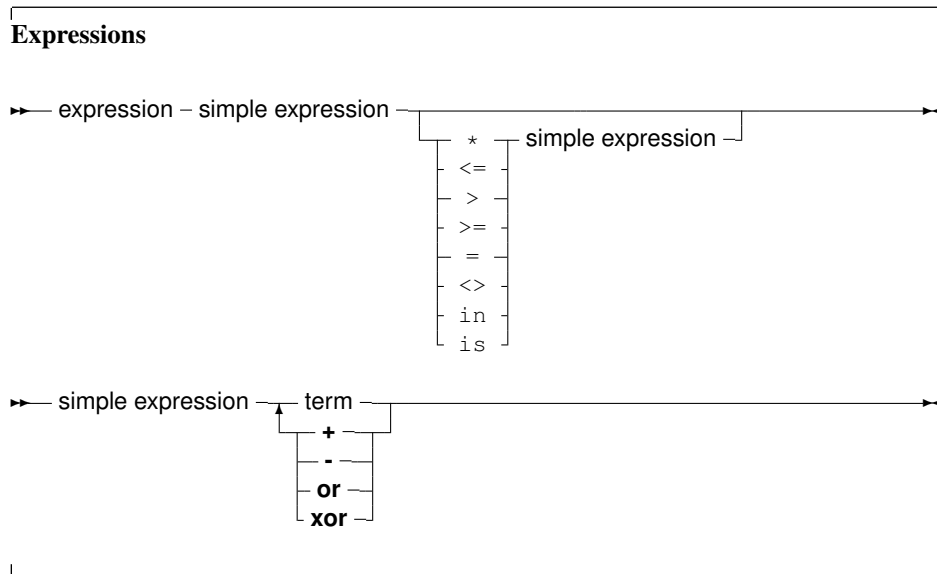 Expressions
expression simple expression
* simple expression
<=
>
>=
=
<>
in
is
simple expression term
+
-
or
xor